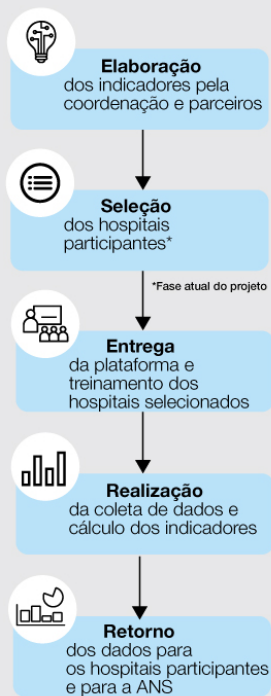 Elaboração
dos indicadores pela
coordenação e parceiros
Seleção
dos hospitais
participantes*
*Fase atual do projeto
Entrega
da plataforma e
treinamento dos
hospitais selecionados
Realização
da coleta de dados e
cálculo dos indicadores
Retorno
dos dados para
os hospitais participantes
e para a ANS